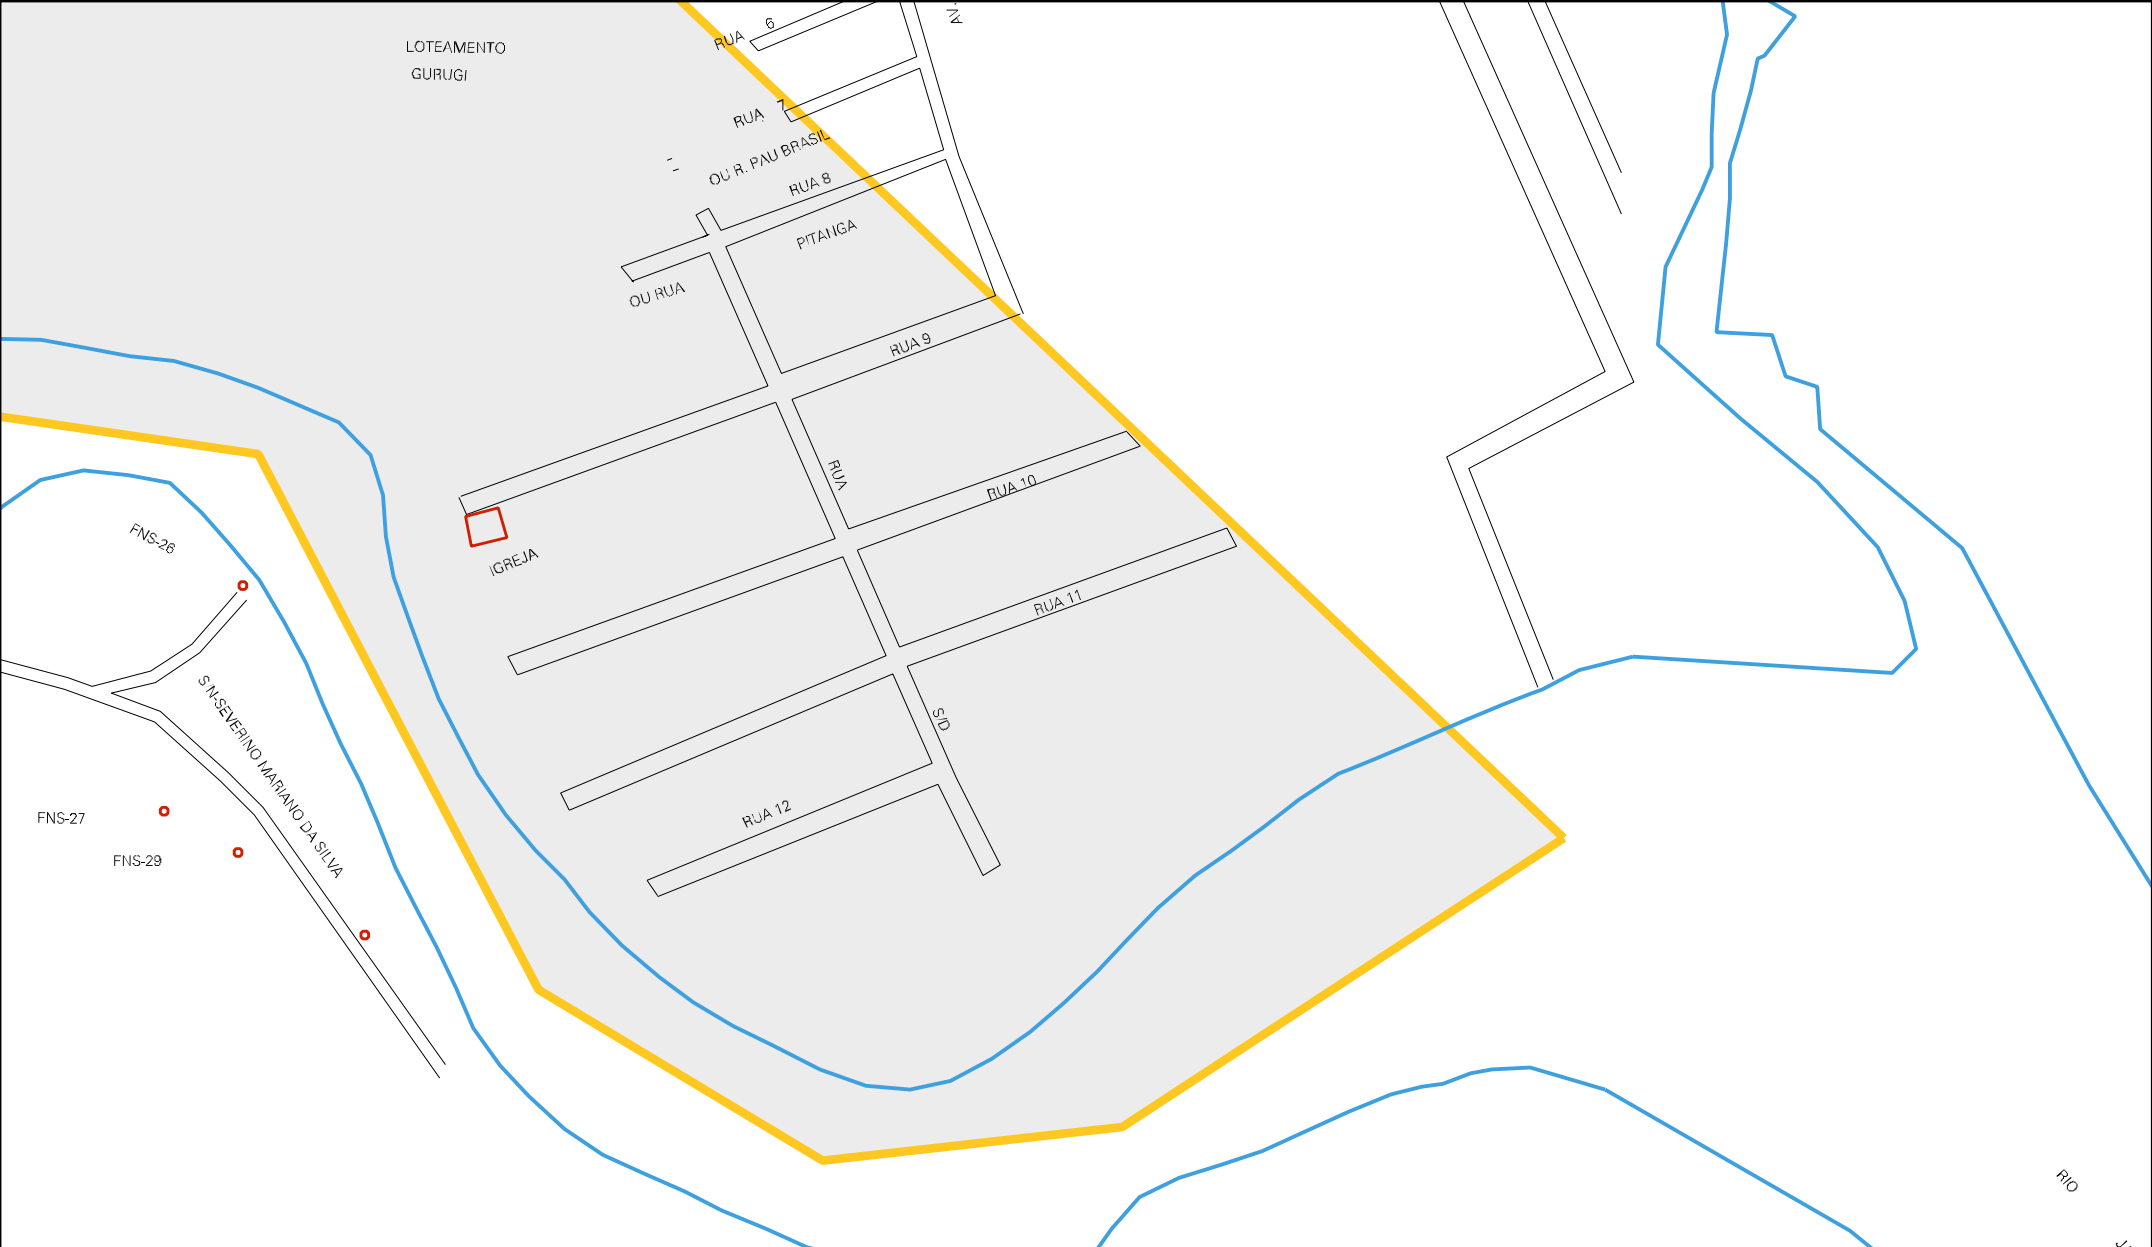 AV.
6
RUA
LOTEAMENTO
GURUGI
7
RUA
OU R. PAU BRASIL
RUA 8
PITANGA
OU RUA
RUA 9
RUA
RUA 10
FNS-26
IGREJA
RUA 11
S/N-SEVERINO MARIANO DA SILVA
S/D
RUA 12
FNS-27
FNS-29
RIO